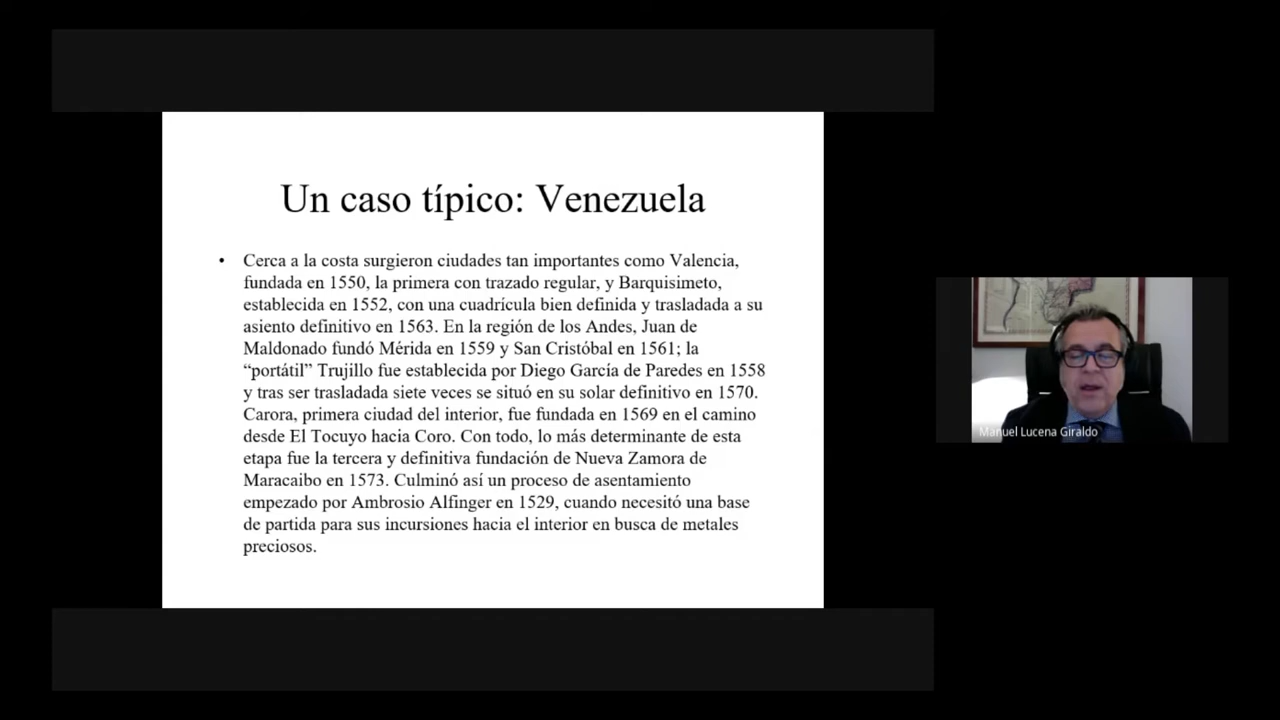 Un caso típico: Venezuela
• Cerca a la costa surgieron ciudades tan importantes como Valencia,
fundada en 1550, la primera con trazado regular, y Barquisimeto,
establecida en 1552, con una cuadrícula bien definida y trasladada a su
asiento definitivo en 1563. En la región de los Andes, Juan de
Maldonado fundó Mérida en 1559 y San Cristóbal en 1561; la
“portátil” Trujillo fue establecida por Diego García de Paredes en 1558
y tras ser trasladada siete veces se situó en su solar definitivo en 1570.
Carora, primera ciudad del interior, fue fundada en 1569 en el camino
desde El Tocuyo hacia Coro. Con todo, lo más determinante de esta
etapa fue la tercera y definitiva fundación de Nueva Zamora de
Maracaibo en 1573. Culminó así un proceso de asentamiento
empezado por Ambrosio Alfinger en 1529, cuando necesitó una base
de partida para sus incursiones hacia el interior en busca de metales
preciosos.
Manuel Lucena Giraldo